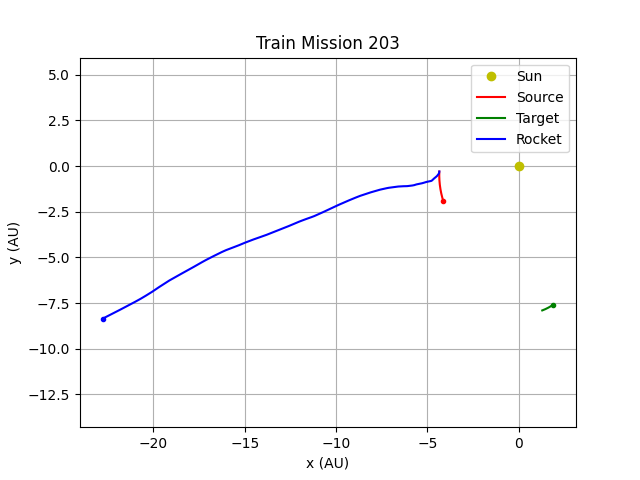 Train Mission 203
5.0
2.5
0.0
−2.5
−5.0
−7.5
−10.0
−12.5
y (AU)
Sun
Source
Target
Rocket
−20
−15
−10
−5
0
x (AU)